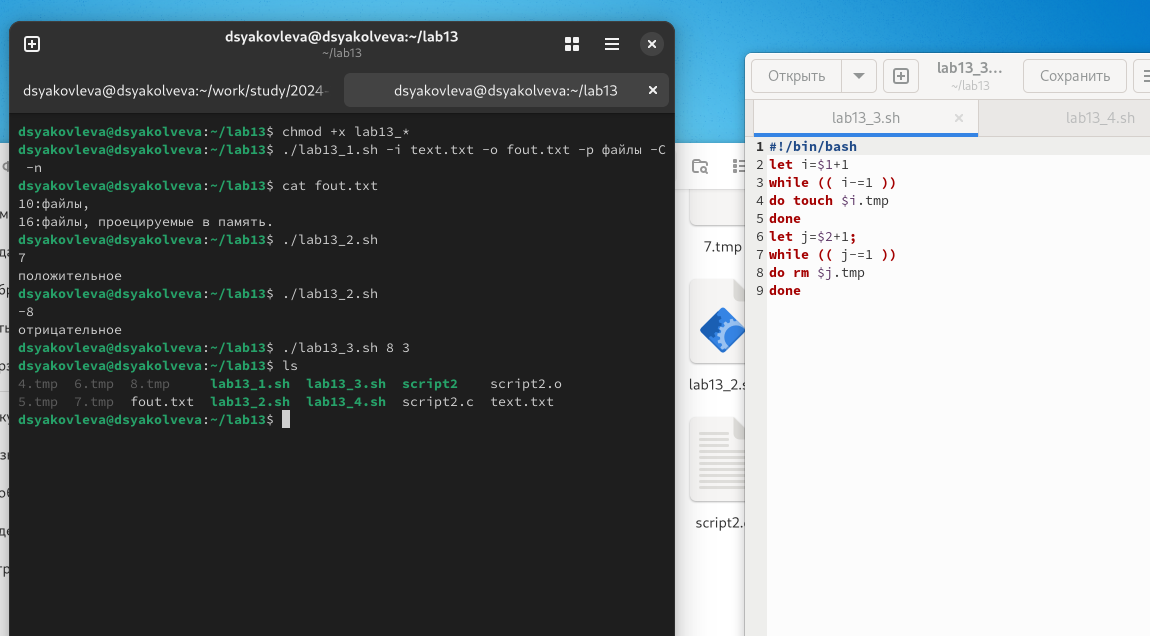 dsyakovleva@dsyakolveva:~/lab13
~/lab13
dsyakovleva@dsyakolveva:~/work/study/2024-
dsyakovleva@dsyakolveva:~/lab13
dsyakovleva@dsyakolveva:~/lab13$ chmod +x lab13_*
dsyakovleva@dsyakolveva:~/lab13$ ./lab13_1.sh -i text.txt -o fout.txt -p файлы -C
-n
dsyakovleva@dsyakolveva:~/lab13$ cat fout.txt
10:файлы,
16:файлы, проецируемые в память.
dsyakovleva@dsyakolveva:~/lab13$ ./lab13_2.sh
7
положительное
dsyakovleva@dsyakolveva:~/lab13$ ./lab13_2.sh
-8
отрицательное
dsyakovleva@dsyakolveva:~/lab13$ ./lab13_3.sh 8 3
dsyakovleva@dsyakolveva:~/lab13$ ls
4.tmp 6.tmp 8.tmp lab13_1.sh lab13_3.sh script2 script2.o
5.tmp 7.tmp fout.txt lab13_2.sh lab13_4.sh script2.c text.txt
dsyakovleva@dsyakolveva:~/lab13$
7.tmp
lab13_2.s
script2.
Открыть
lab13_3...
~/lab13
Сохранить
lab13_3.sh
lab13_4.sh
1 #!/bin/bash
2 let i=$1+1
3 while (( i-=1 ))
4 do touch $i.tmp
5 done
6 let j=$2+1;
7 while (( j-=1 ))
8 do rm $j.tmp
9 done